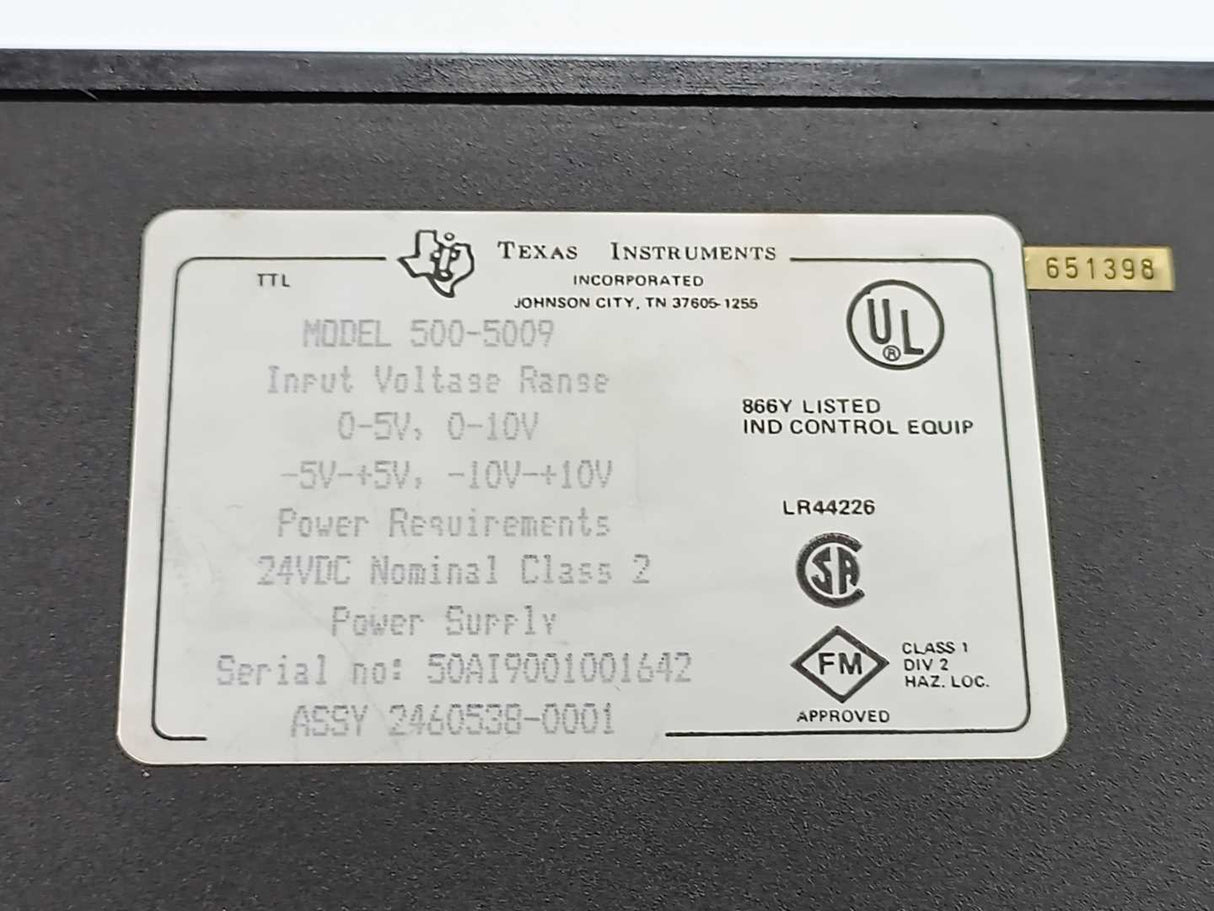 TEXAS INSTRUMENTS
INCORPORATED
JOHNSON CITY, TN 37605-1255
TTL
MODEL 500-5009
Input Voltage Range
0-5V, 0-10V
-5V-+5V, -10V-+10V
Power Requirements
24VDC Nominal Class 2
Power Supply
Serial no: 50AI9001001642
ASSY 2460538-0001
651398
UL
®
866Y LISTED
IND CONTROL EQUIP
LR44226
CSA
FM
APPROVED
CLASS 1
DIV 2
HAZ. LOC.